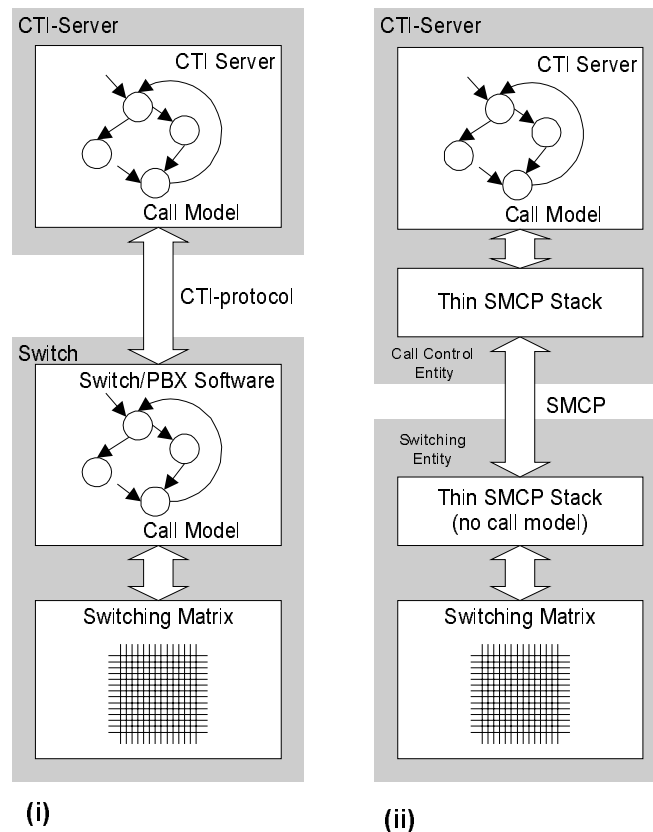 CTI-Server
CTI Server
Call Model
CTI-protocol
Switch
Switch/PBX Software
Call Model
Switching Matrix
(i)
CTI-Server
CTI Server
Call Model
Thin SMCP Stack
Call Control
Entity
SMCP
Switching
Entity
Thin SMCP Stack
(no call model)
Switching Matrix
(ii)